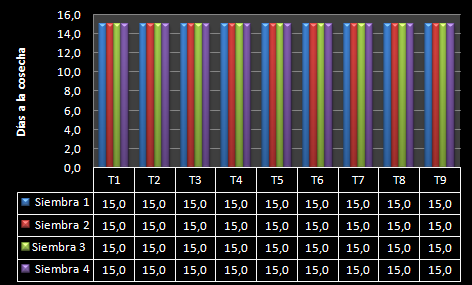 16,0
14,0
12,0
10,0
8,0
6,0
4,0
2,0
0,0
Días a la cosecha
T1 T2 T3 T4 T5 T6 T7 T8 T9
Siembra 1 15,0 15,0 15,0 15,0 15,0 15,0 15,0 15,0 15,0
Siembra 2 15,0 15,0 15,0 15,0 15,0 15,0 15,0 15,0 15,0
Siembra 3 15,0 15,0 15,0 15,0 15,0 15,0 15,0 15,0 15,0
Siembra 4 15,0 15,0 15,0 15,0 15,0 15,0 15,0 15,0 15,0